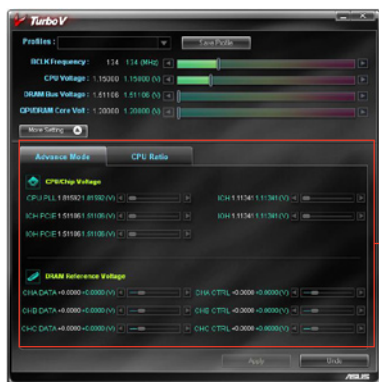 TurboV
Profiles :
Save Profile
BCLK Frequency : 134 134 (MHz)
CPU Voltage : 1.15000 1.15000 (V)
DRAM Bus Voltage : 1.51106 1.51106 (V)
QPI/DRAM Core Volt : 1.20000 1.20000 (V)
More Setting
Advance Mode CPU Ratio
CPU/Chip Voltage
CPU PLL 1.81592 1.81592 (V) ICH 1.11341 1.11341 (V)
ICH PCIE 1.51106 1.51106 (V) IOH 1.11341 1.11341 (V)
IOH PCIE 1.51106 1.51106 (V)
DRAM Reference Voltage
CHA DATA +0.0000 +0.0000 (V) CHA CTRL +0.0000 +0.0000 (V)
CHB DATA +0.0000 +0.0000 (V) CHB CTRL +0.0000 +0.0000 (V)
CHC DATA +0.0000 +0.0000 (V) CHC CTRL +0.0000 +0.0000 (V)
Apply Undo
ASUS